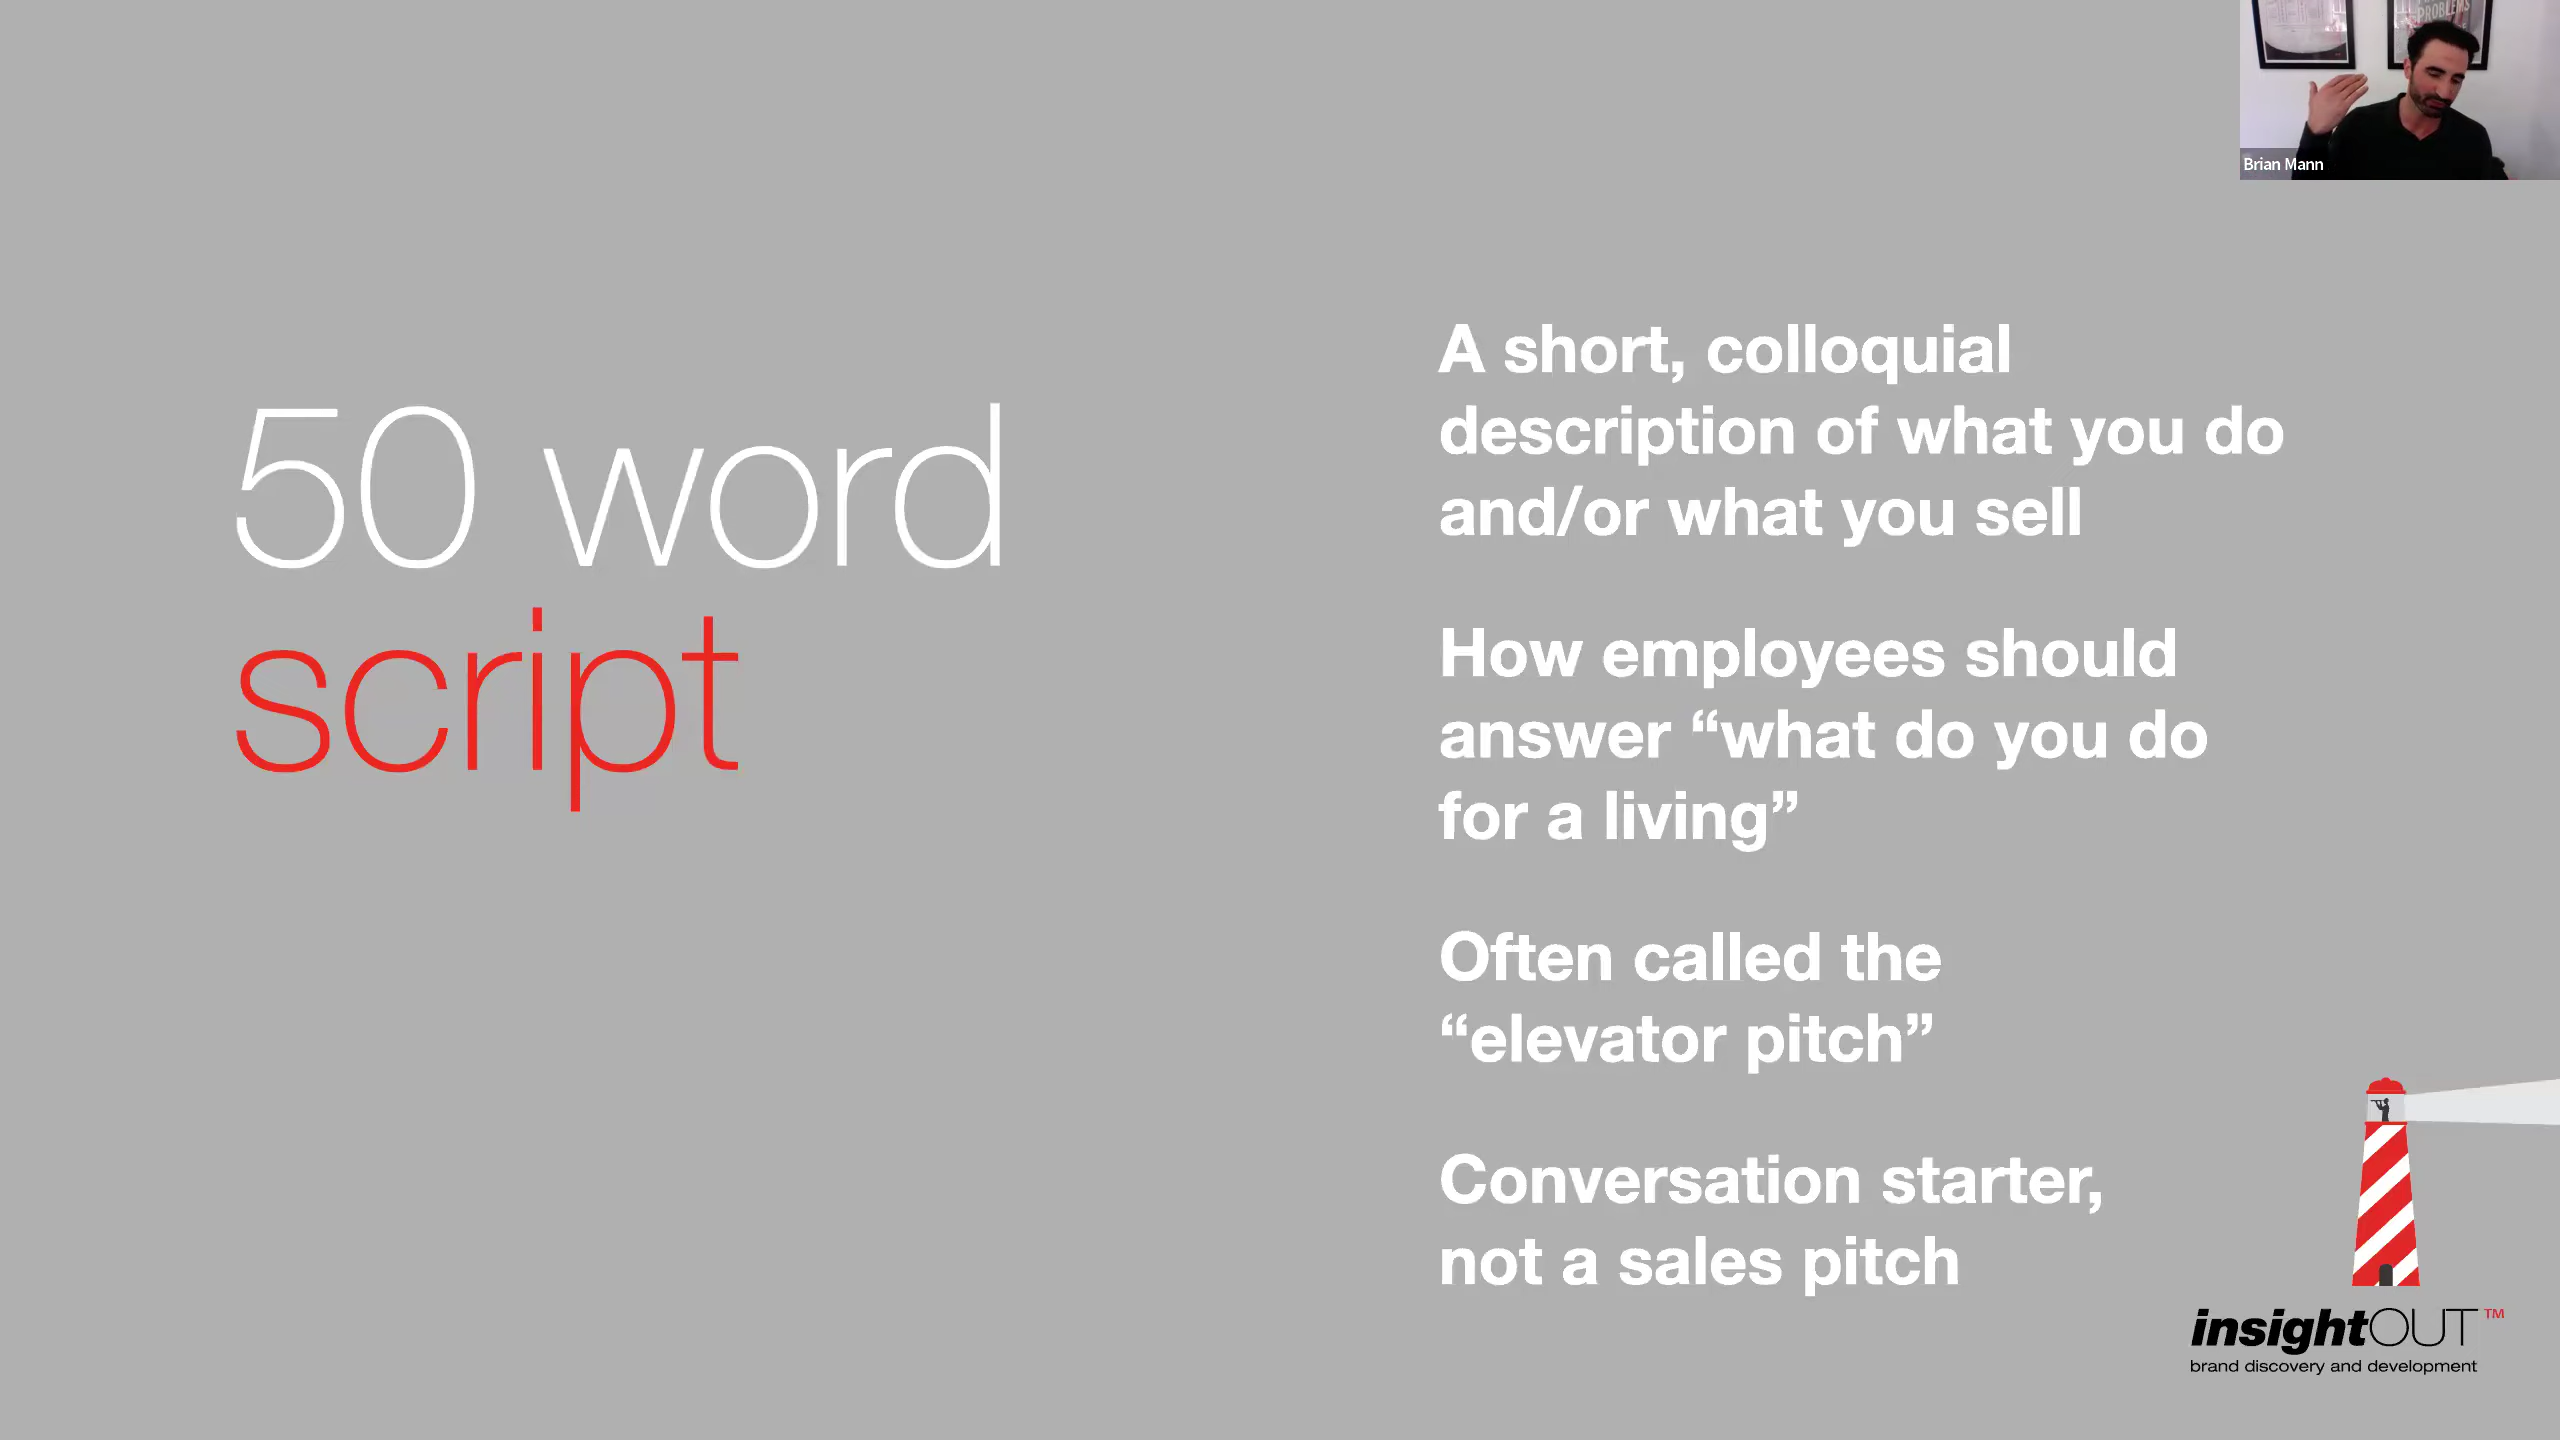 PROBLEMS
Brian Mann
50 word
script
A short, colloquial
description of what you do
and/or what you sell
How employees should
answer “what do you do
for a living”
Often called the
“elevator pitch”
Conversation starter,
not a sales pitch
insightOUT™
brand discovery and development